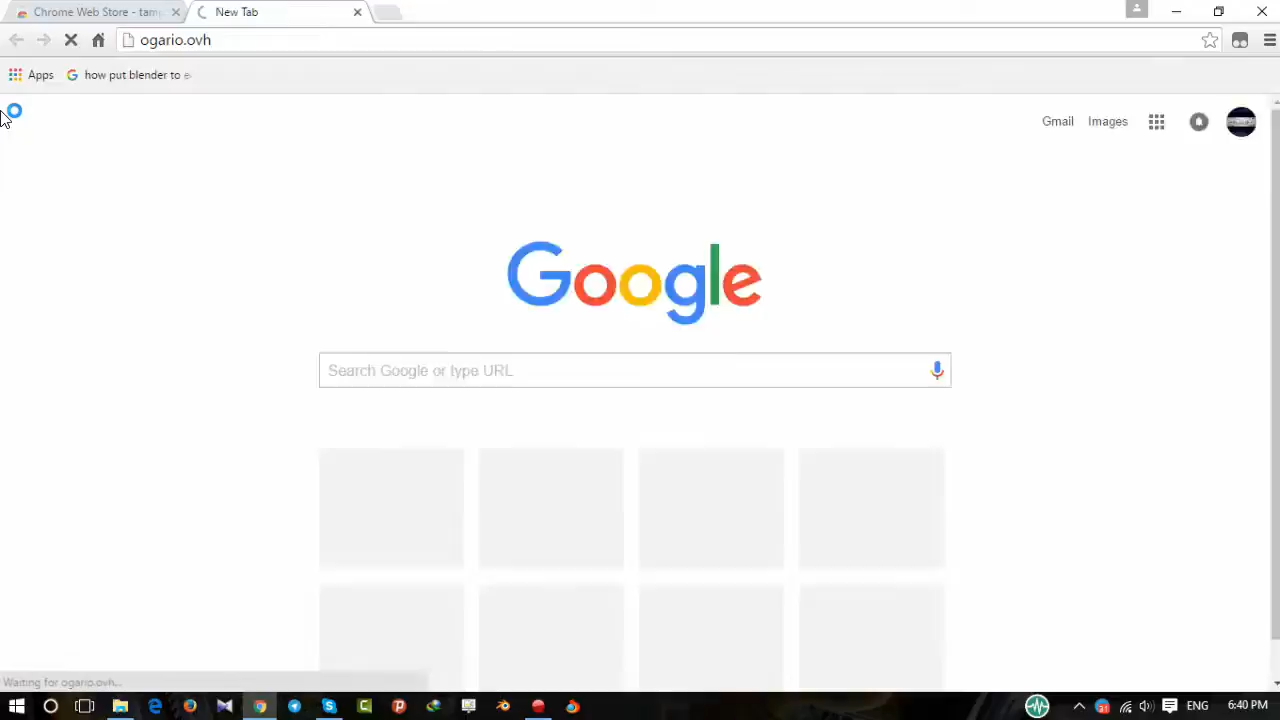 Chrome Web Store - tam
New Tab
ogario.ovh
Apps
how put blender to e
Gmail
Images
Google
Search Google or type URL
Waiting for ogario.ovh...
ENG
6:40 PM